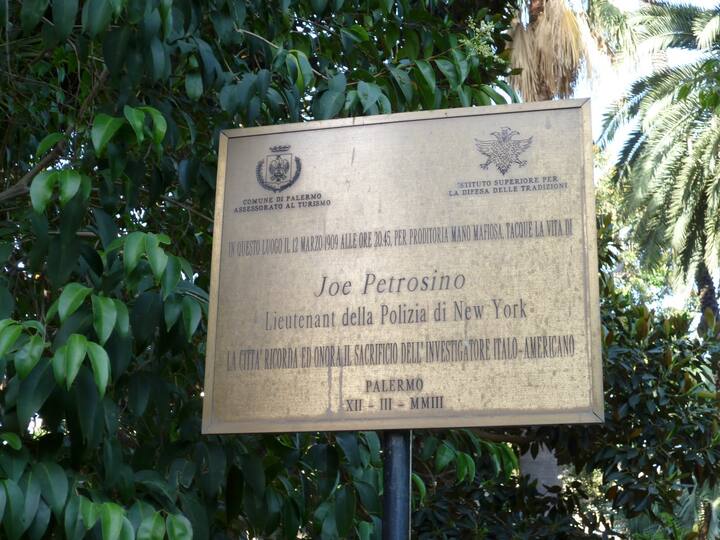 COMUNE DI PALERMO
ASSESSORATO AL TURISMO
ISTITUTO SUPERIORE PER
LA DIFESA DELLE TRADIZIONI
IN QUESTO LUOGO IL 12 MARZO 1909 ALLE ORE 20.45, PER PRODITORIA MANO MAFIOSA, TACQUE LA VITA DI
Joe Petrosino
Lieutenant della Polizia di New York
LA CITTA' RICORDA ED ONORA IL SACRIFICIO DELL'INVESTIGATORE ITALO-AMERICANO
PALERMO
XII - III - MMIII